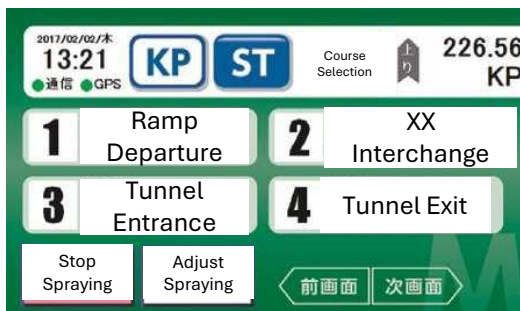 2017/02/02/木
13:21
●通信 ●GPS
KP
ST
Course
Selection
上り
226.56
KP
1
Ramp
Departure
2
XX
Interchange
3
Tunnel
Entrance
4
Tunnel Exit
Stop
Spraying
Adjust
Spraying
前画面
次画面
M